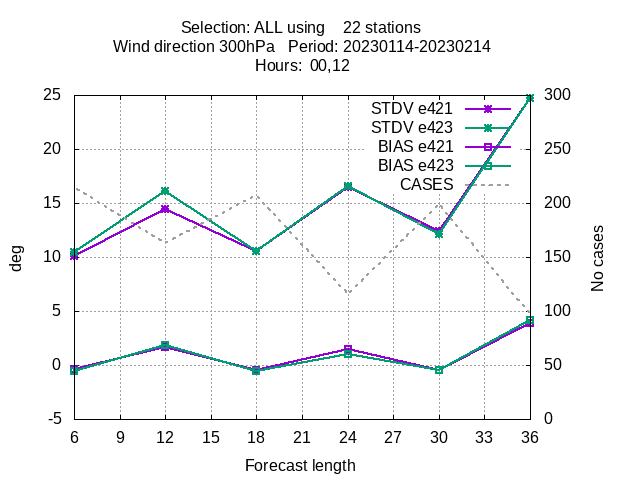 Selection: ALL using    22 stations
Wind direction 300hPa   Period: 20230114-20230214
Hours:  00,12
STDV e421
STDV e423
BIAS e421
BIAS e423
CASES
25
20
15
10
5
0
-5
deg
300
250
200
150
100
50
0
No cases
6 9 12 15 18 21 24 27 30 33 36
Forecast length